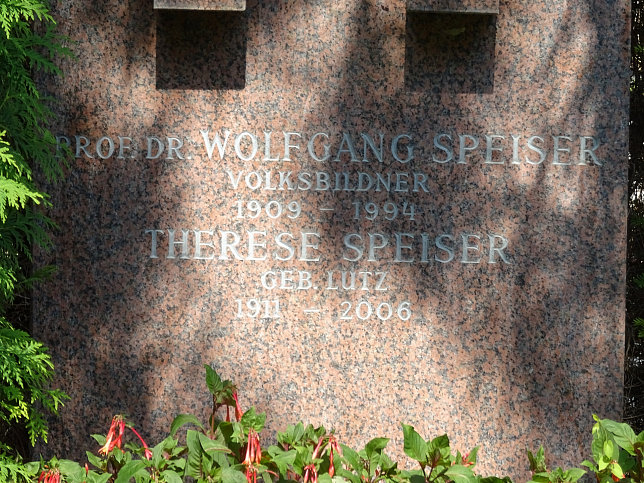 PROF. DR. WOLFGANG SPEISER
VOLKSBILDNER
1909 – 1994
THERESE SPEISER
GEB. LUTZ
1911 – 2006